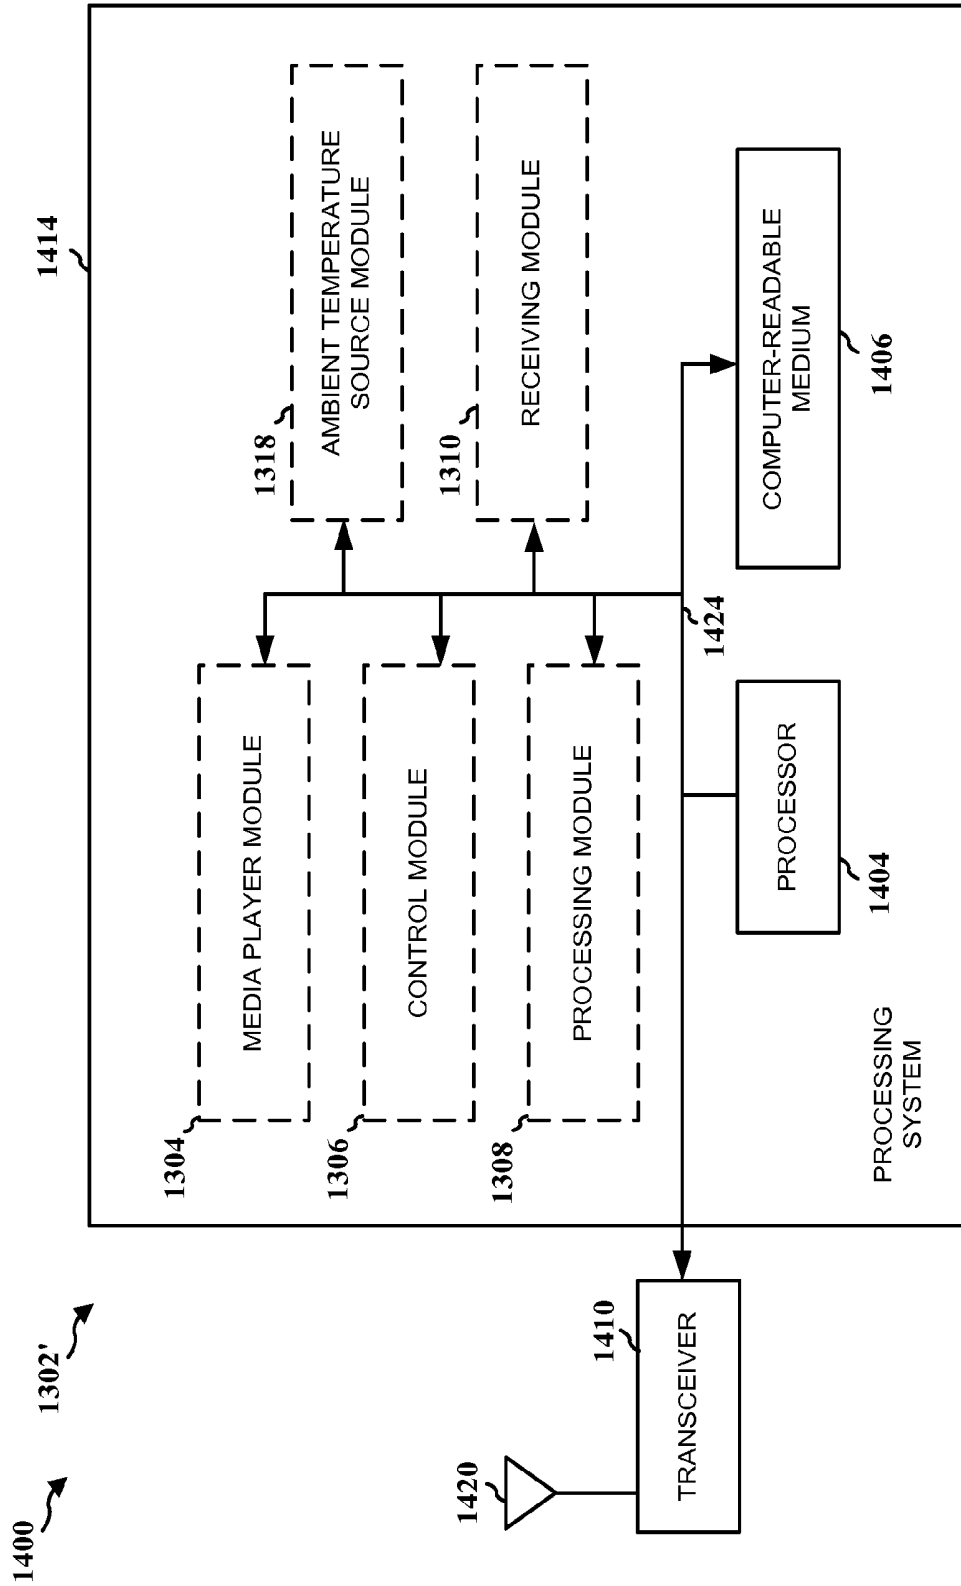 1400
1302'
1414
1304
MEDIA PLAYER MODULE
1318
AMBIENT TEMPERATURE
SOURCE MODULE
1306
CONTROL MODULE
1310
RECEIVING MODULE
1308
PROCESSING MODULE
1420
1410
TRANSCEIVER
1424
PROCESSOR
1404
COMPUTER-READABLE
MEDIUM
1406
PROCESSING
SYSTEM